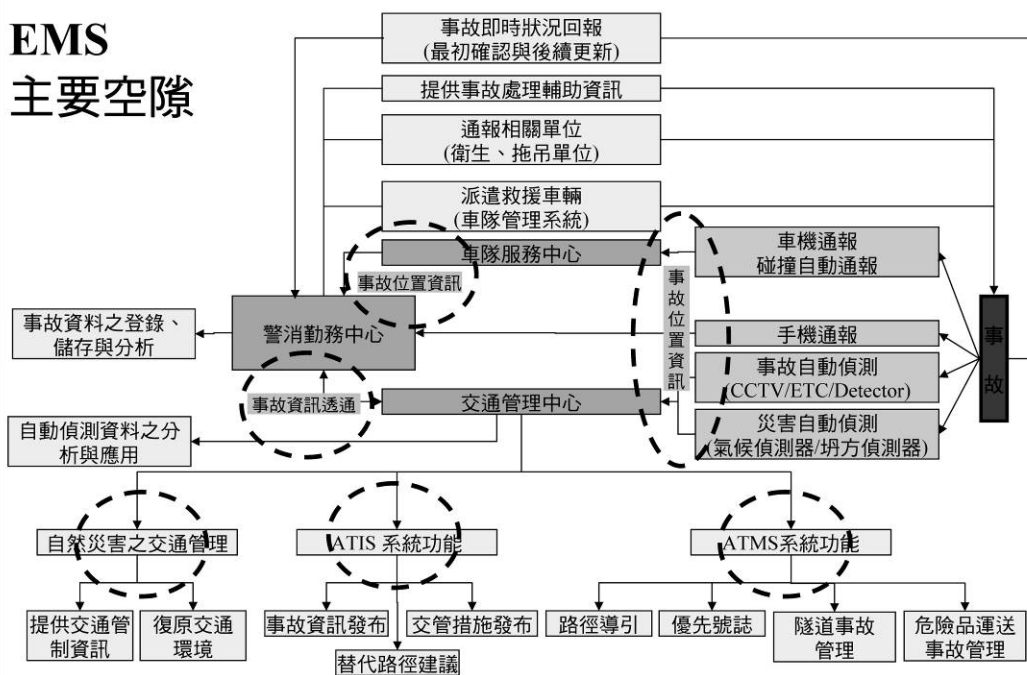 EMS
主要空隙
事故即時狀況回報
(最初確認與後續更新)
提供事故處理輔助資訊
通報相關單位
(衛生、拖吊單位)
派遣救援車輛
(車隊管理系統)
車隊服務中心
事故位置資訊
車機通報
碰撞自動通報
事故位置資訊
事故資料之登錄、
儲存與分析
警消勤務中心
手機通報
事故
事故自動偵測
(CCTV/ETC/Detector)
事故資訊透通
交通管理中心
災害自動偵測
(氣候偵測器/坍方偵測器)
自動偵測資料之分
析與應用
自然災害之交通管理
ATIS 系統功能
ATMS系統功能
提供交通管
制資訊
復原交通
環境
事故資訊發布
交管措施發布
替代路徑建議
路徑導引
優先號誌
隧道事故
管理
危險品運送
事故管理